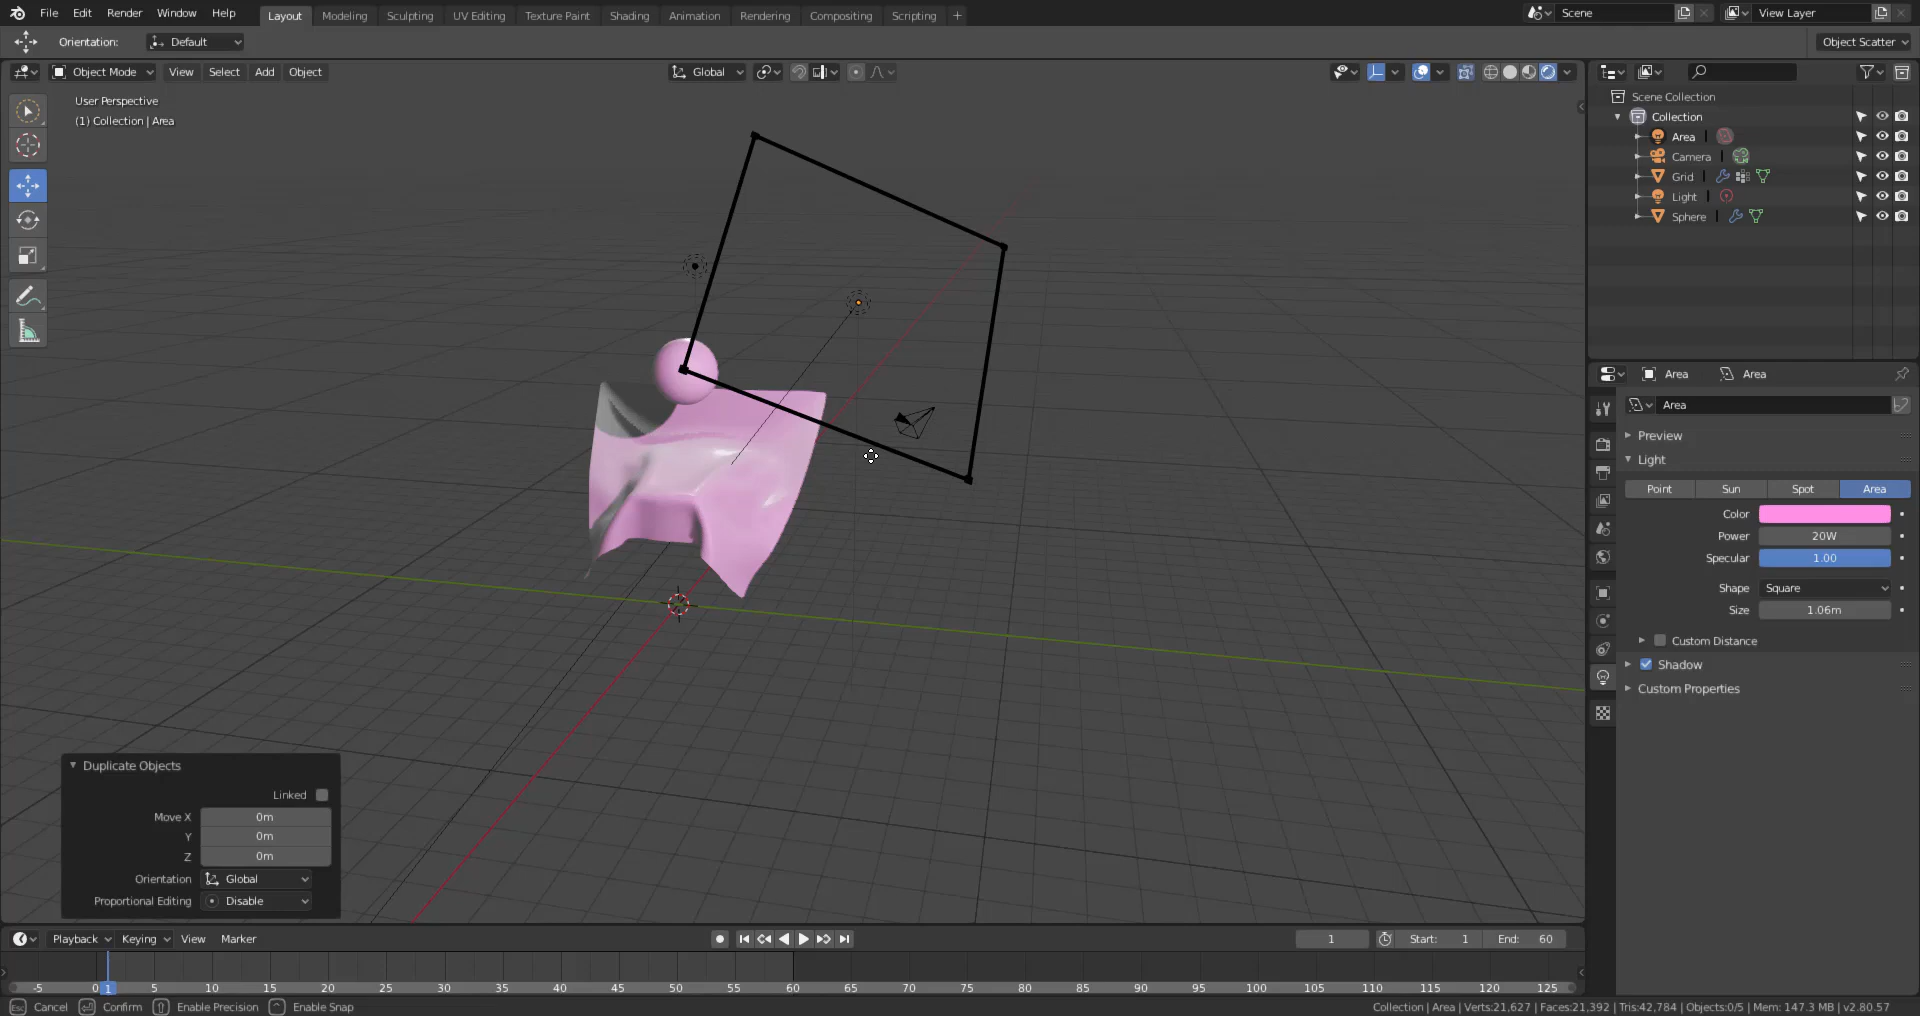 File Edit Render Window Help Layout Modeling Sculpting UV Editing Texture Paint Shading Animation Rendering Compositing Scripting + Scene View Layer
Orientation: Default Object Scatter
Object Mode View Select Add Object Global
User Perspective
(1) Collection | Area
Scene Collection
Collection
Area
Camera
Grid
Light
Sphere
Area Area
Area
Preview
Light
Point Sun Spot Area
Color
Power 20W
Specular 1.00
Shape Square
Size 1.06m
Custom Distance
Shadow
Custom Properties
Duplicate Objects
Linked
Move X 0m
Y 0m
Z 0m
Orientation Global
Proportional Editing Disable
Playback Keying View Marker 1 Start: 1 End: 60
-5 0 1 5 10 15 20 25 30 35 40 45 50 55 60 65 70 75 80 85 90 95 100 105 110 115 120 125
Esc Cancel Confirm Enable Precision Enable Snap Collection | Area | Verts:21,627 | Faces:21,392 | Tris:42,784 | Objects:0/5 | Mem: 147.3 MB | v2.80.57